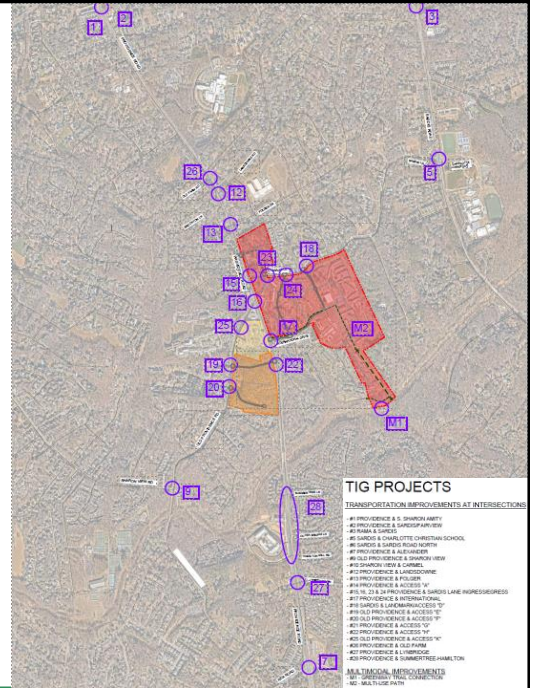 1
2
3
5
26
12
13
18
23
15
24
16
25
M2
19
22
20
M1
9
28
27
7
TIG PROJECTS
TRANSPORTATION IMPROVEMENTS AT INTERSECTIONS
- #1 PROVIDENCE & S. SHARON AMITY
- #2 PROVIDENCE & SARDIS/FAIRVIEW
- #3 RAMA & SARDIS
- #5 SARDIS & CHARLOTTE CHRISTIAN SCHOOL
- #6 SARDIS & SARDIS ROAD NORTH
- #7 PROVIDENCE & ALEXANDER
- #9 OLD PROVIDENCE & SHARON VIEW
- #10 SHARON VIEW & CARMEL
- #12 PROVIDENCE & LANDSDOWNE
- #13 PROVIDENCE & FOLGER
- #14 PROVIDENCE & ACCESS "A"
- #15,16, 23 & 24 PROVIDENCE & SARDIS LANE INGRESS/EGRESS
- #17 PROVIDENCE & INTERNATIONAL
- #18 SARDIS & LANDMARK/ACCESS "D"
- #19 OLD PROVIDENCE & ACCESS "E"
- #20 OLD PROVIDENCE & ACCESS "F"
- #21 PROVIDENCE & ACCESS "G"
- #22 PROVIDENCE & ACCESS "H"
- #25 OLD PROVIDENCE & ACCESS "K"
- #26 PROVIDENCE & OLD FARM
- #27 PROVIDENCE & LYNBRIDGE
- #28 PROVIDENCE & SUMMERTREE-HAMILTON
MULTIMODAL IMPROVEMENTS
- M1 - GREENWAY TRAIL CONNECTION
- M2 - MULTI-USE PATH